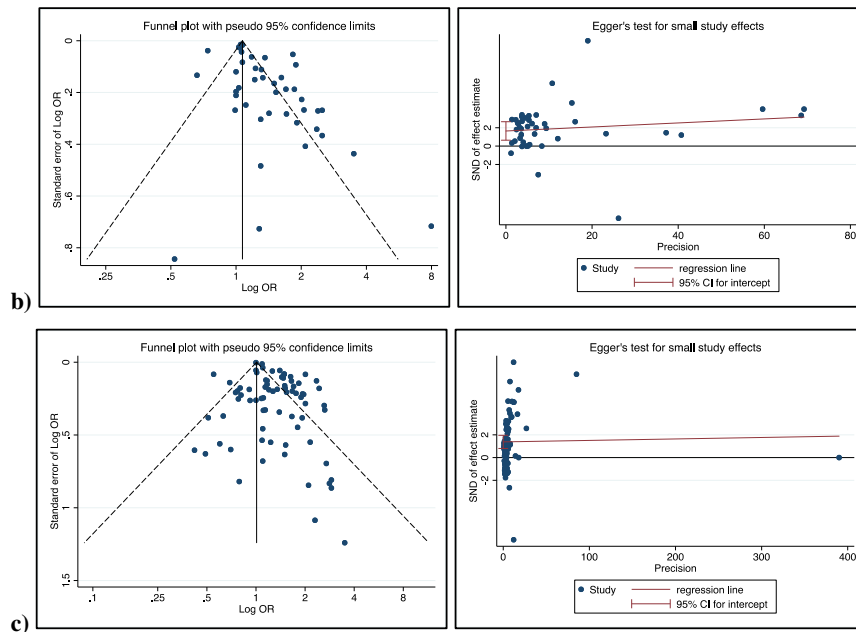 Funnel plot with pseudo 95% confidence limits
Standard error of Log OR
0
.2
.4
.6
.8
.25
.5
1
2
4
8
Log OR
Egger's test for small study effects
SND of effect estimate
2
0
-2
0
20
40
60
80
Precision
Study
regression line
95% CI for intercept
b)
Funnel plot with pseudo 95% confidence limits
Standard error of Log OR
0
.5
1
1.5
.1
.25
.5
1
2
4
8
Log OR
Egger's test for small study effects
SND of effect estimate
2
0
-2
0
100
200
300
400
Precision
Study
regression line
95% CI for intercept
c)